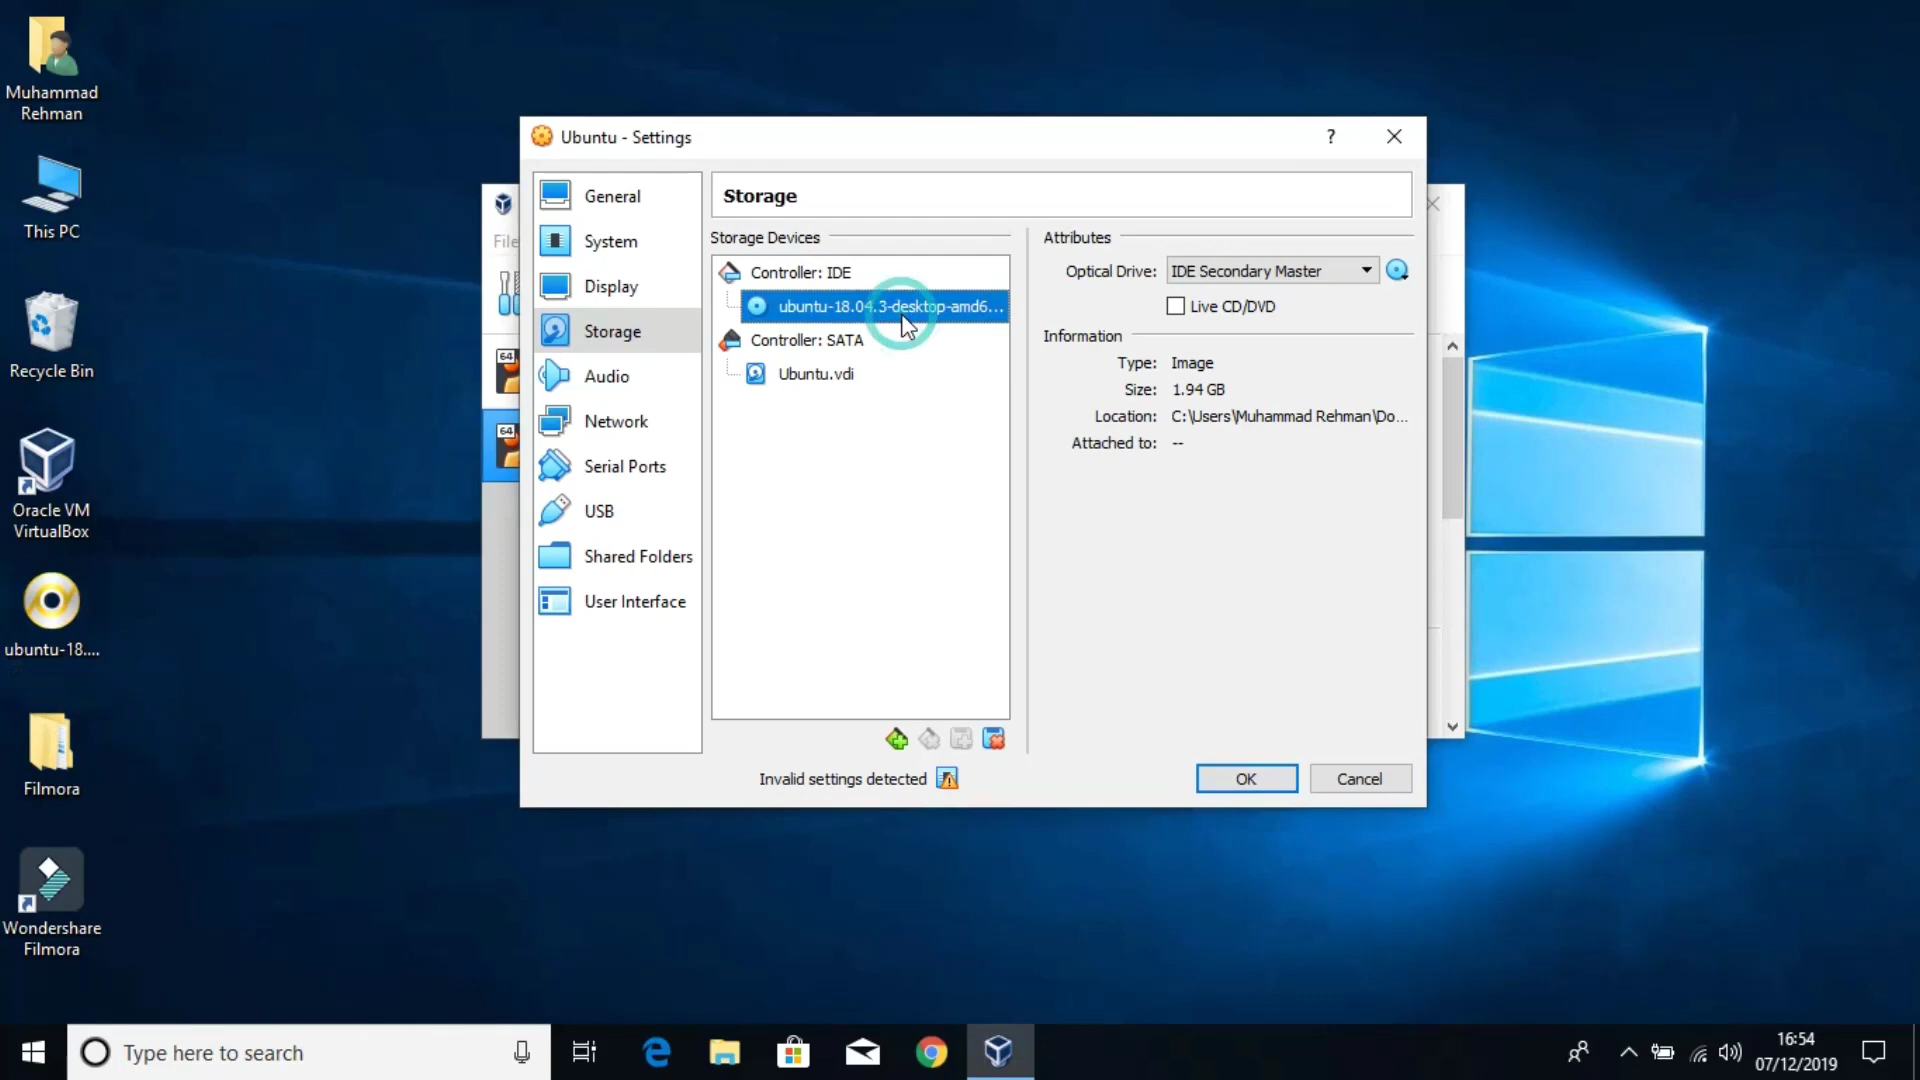 Muhammad
Rehman
This PC
Recycle Bin
Oracle VM
VirtualBox
ubuntu-18....
Filmora
Wondershare
Filmora
File
64
64
Ubuntu - Settings
?
General
System
Display
Storage
Audio
Network
Serial Ports
USB
Shared Folders
User Interface
Storage
Storage Devices
Controller: IDE
ubuntu-18.04.3-desktop-amd6...
Controller: SATA
Ubuntu.vdi
Attributes
Optical Drive: IDE Secondary Master
Live CD/DVD
Information
Type: Image
Size: 1.94 GB
Location: C:\Users\Muhammad Rehman\Do...
Attached to: --
Invalid settings detected
OK
Cancel
Type here to search
16:54
07/12/2019